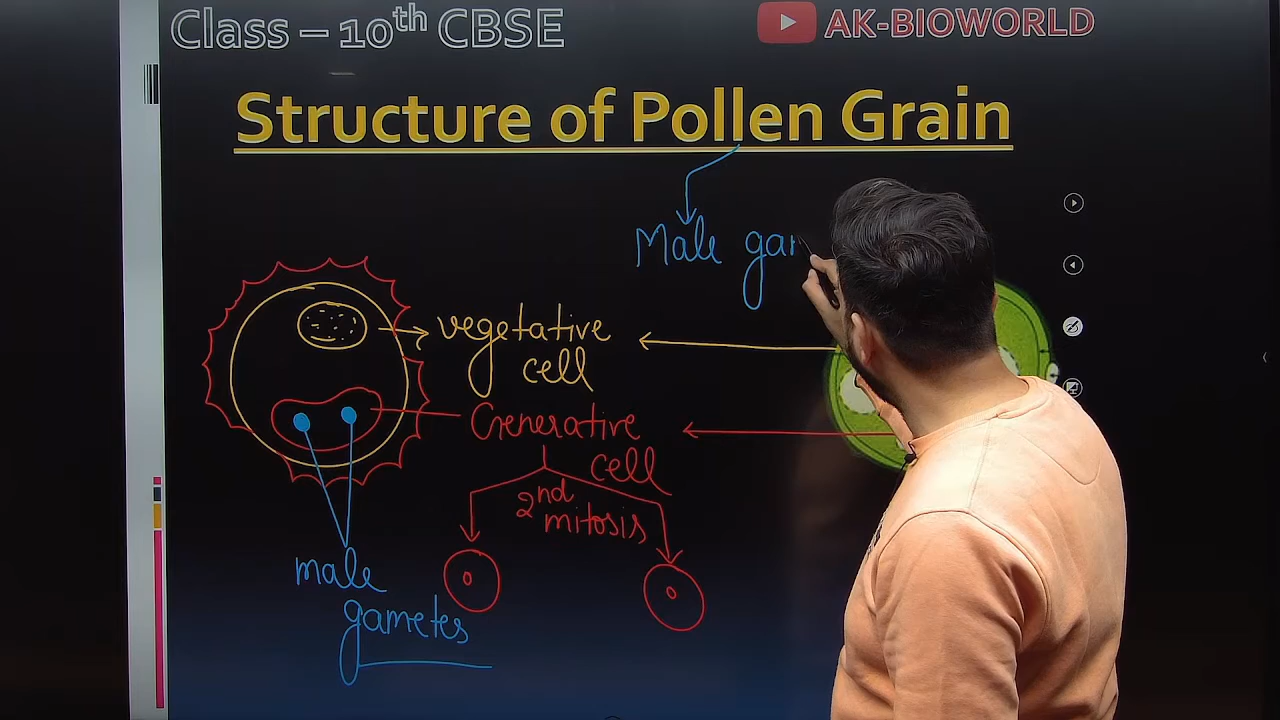 Class – 10th CBSE
AK-BIOWORLD
Structure of Pollen Grain
Male gam
vegetative
cell
Generative
cell
2nd
mitosis
male
gametes